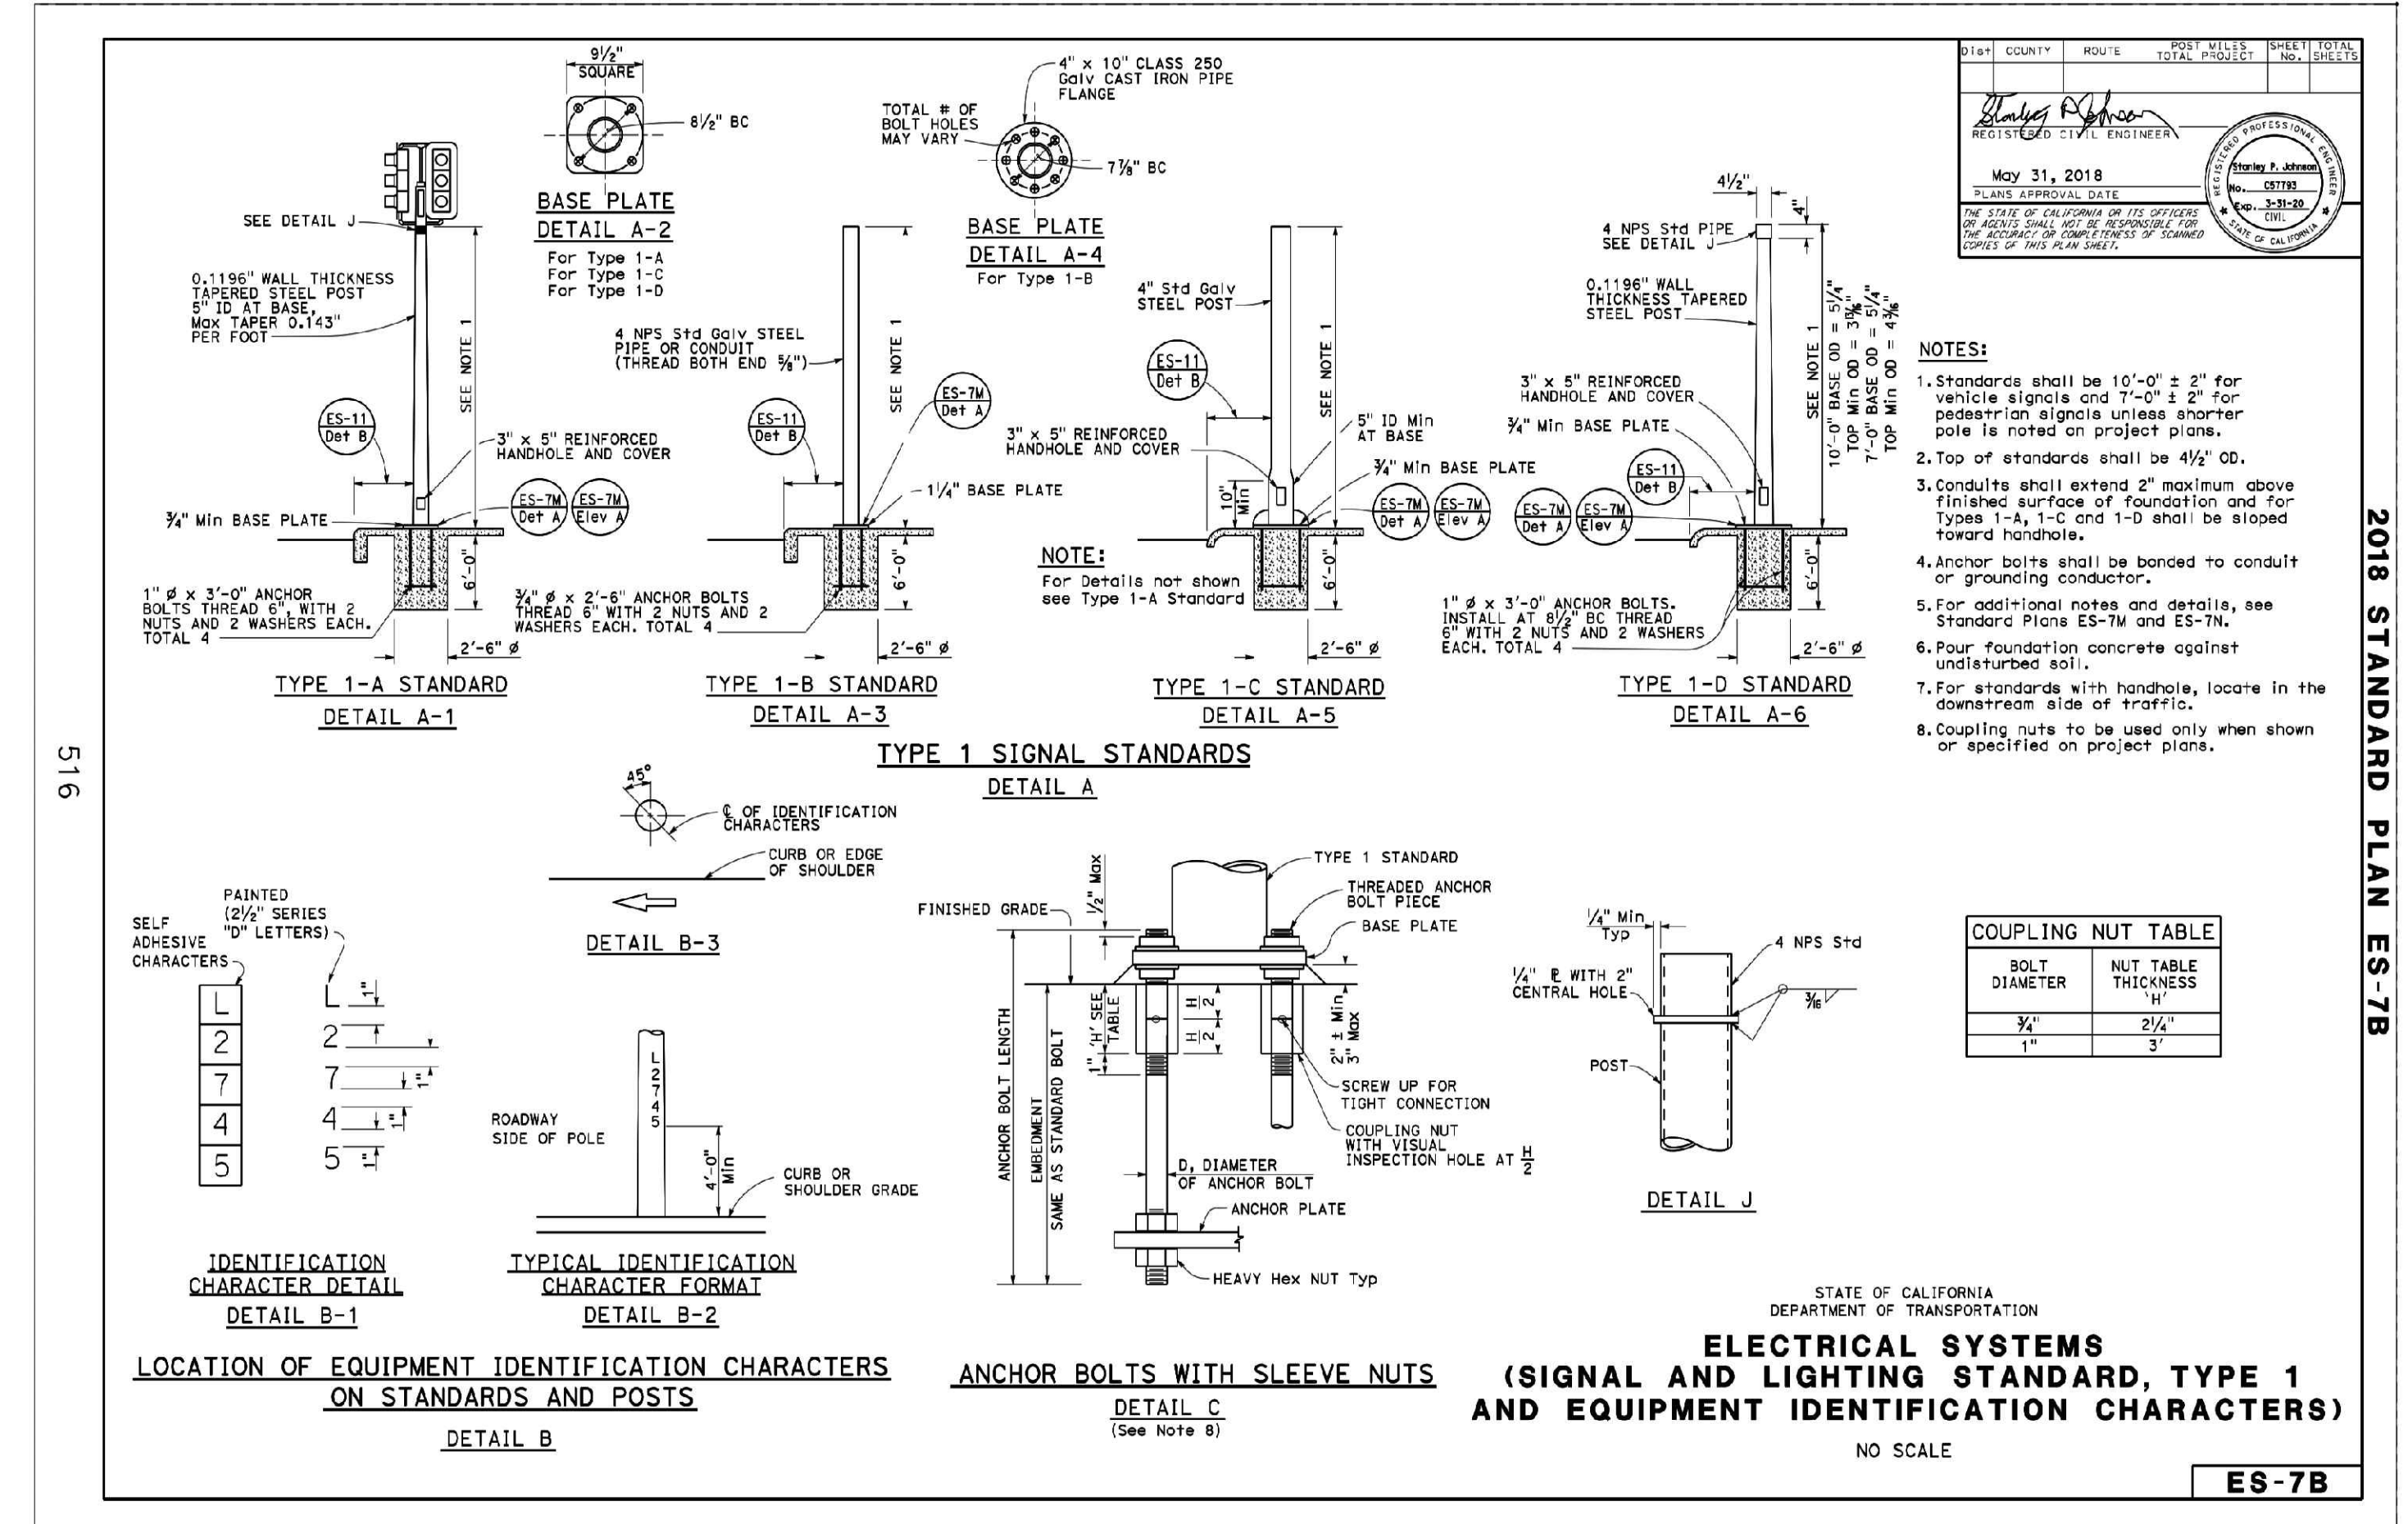 Dist
COUNTY
ROUTE
POST MILES
TOTAL PROJECT
SHEET
No.
TOTAL
SHEETS
REGISTERED CIVIL ENGINEER
May 31, 2018
PLANS APPROVAL DATE
THE STATE OF CALIFORNIA OR ITS OFFICERS
OR AGENTS SHALL NOT BE RESPONSIBLE FOR
THE ACCURACY OR COMPLETENESS OF SCANNED
COPIES OF THIS PLAN SHEET.
REGISTERED PROFESSIONAL ENGINEER
Stanley P. Johnson
No. C57793
Exp. 3-31-20
CIVIL
STATE OF CALIFORNIA
9½"
SQUARE
8½" BC
BASE PLATE
DETAIL A-2
For Type 1-A
For Type 1-C
For Type 1-D
4" x 10" CLASS 250
Galv CAST IRON PIPE
FLANGE
TOTAL # OF
BOLT HOLES
MAY VARY
7⅞" BC
BASE PLATE
DETAIL A-4
For Type 1-B
SEE DETAIL J
0.1196" WALL THICKNESS
TAPERED STEEL POST
5" ID AT BASE,
Max TAPER 0.143"
PER FOOT
SEE NOTE 1
ES-11
Det B
3" x 5" REINFORCED
HANDHOLE AND COVER
¾" Min BASE PLATE
ES-7M
Det A
ES-7M
Elev A
6'-0"
1" Ø x 3'-0" ANCHOR
BOLTS THREAD 6", WITH 2
NUTS AND 2 WASHERS EACH.
TOTAL 4
2'-6" Ø
TYPE 1-A STANDARD
DETAIL A-1
4 NPS Std Galv STEEL
PIPE OR CONDUIT
(THREAD BOTH END ⅝")
SEE NOTE 1
ES-7M
Det A
ES-11
Det B
1¼" BASE PLATE
6'-0"
¾" Ø x 2'-6" ANCHOR BOLTS
THREAD 6" WITH 2 NUTS AND 2
WASHERS EACH. TOTAL 4
2'-6" Ø
TYPE 1-B STANDARD
DETAIL A-3
4" Std Galv
STEEL POST
SEE NOTE 1
ES-11
Det B
3" x 5" REINFORCED
HANDHOLE AND COVER
5" ID Min
AT BASE
¾" Min BASE PLATE
10"
Min
ES-7M
Det A
ES-7M
Elev A
NOTE:
For Details not shown
see Type 1-A Standard
6'-0"
2'-6" Ø
TYPE 1-C STANDARD
DETAIL A-5
4½"
4"
4 NPS Std PIPE
SEE DETAIL J
0.1196" WALL
THICKNESS TAPERED
STEEL POST
3" x 5" REINFORCED
HANDHOLE AND COVER
¾" Min BASE PLATE
SEE NOTE 1
10'-0" BASE OD = 5¼"
TOP Min OD = 3 13/16"
7'-0" BASE OD = 5¼"
TOP Min OD = 4 3/16"
ES-11
Det B
ES-7M
Det A
ES-7M
Elev A
6'-0"
1" Ø x 3'-0" ANCHOR BOLTS.
INSTALL AT 8½" BC THREAD
6" WITH 2 NUTS AND 2 WASHERS
EACH. TOTAL 4
2'-6" Ø
TYPE 1-D STANDARD
DETAIL A-6
TYPE 1 SIGNAL STANDARDS
DETAIL A
NOTES:
1. Standards shall be 10'-0" ± 2" for
vehicle signals and 7'-0" ± 2" for
pedestrian signals unless shorter
pole is noted on project plans.
2. Top of standards shall be 4½" OD.
3. Conduits shall extend 2" maximum above
finished surface of foundation and for
Types 1-A, 1-C and 1-D shall be sloped
toward handhole.
4. Anchor bolts shall be bonded to conduit
or grounding conductor.
5. For additional notes and details, see
Standard Plans ES-7M and ES-7N.
6. Pour foundation concrete against
undisturbed soil.
7. For standards with handhole, locate in the
downstream side of traffic.
8. Coupling nuts to be used only when shown
or specified on project plans.
45°
℄ OF IDENTIFICATION
CHARACTERS
CURB OR EDGE
OF SHOULDER
DETAIL B-3
SELF
ADHESIVE
CHARACTERS
PAINTED
(2½" SERIES
"D" LETTERS)
L
2
7
4
5
L
2
7
4
5
1"
1"
1"
1"
IDENTIFICATION
CHARACTER DETAIL
DETAIL B-1
L
2
7
4
5
ROADWAY
SIDE OF POLE
4'-0"
Min
CURB OR
SHOULDER GRADE
TYPICAL IDENTIFICATION
CHARACTER FORMAT
DETAIL B-2
LOCATION OF EQUIPMENT IDENTIFICATION CHARACTERS
ON STANDARDS AND POSTS
DETAIL B
½" Max
FINISHED GRADE
TYPE 1 STANDARD
THREADED ANCHOR
BOLT PIECE
BASE PLATE
ANCHOR BOLT LENGTH
EMBEDMENT
SAME AS STANDARD BOLT
'H' SEE
TABLE
1"
H/2
H/2
2" ± Min
3" Max
SCREW UP FOR
TIGHT CONNECTION
COUPLING NUT
WITH VISUAL
INSPECTION HOLE AT H/2
D, DIAMETER
OF ANCHOR BOLT
ANCHOR PLATE
HEAVY Hex NUT Typ
ANCHOR BOLTS WITH SLEEVE NUTS
DETAIL C
(See Note 8)
¼" Min
Typ
4 NPS Std
¼" ℙ WITH 2"
CENTRAL HOLE
3/16
POST
DETAIL J
COUPLING NUT TABLE
BOLT
DIAMETER
NUT TABLE
THICKNESS
'H'
¾"
2¼"
1"
3'
STATE OF CALIFORNIA
DEPARTMENT OF TRANSPORTATION
ELECTRICAL SYSTEMS
(SIGNAL AND LIGHTING STANDARD, TYPE 1
AND EQUIPMENT IDENTIFICATION CHARACTERS)
NO SCALE
ES-7B
2018 STANDARD PLAN ES-7B
516